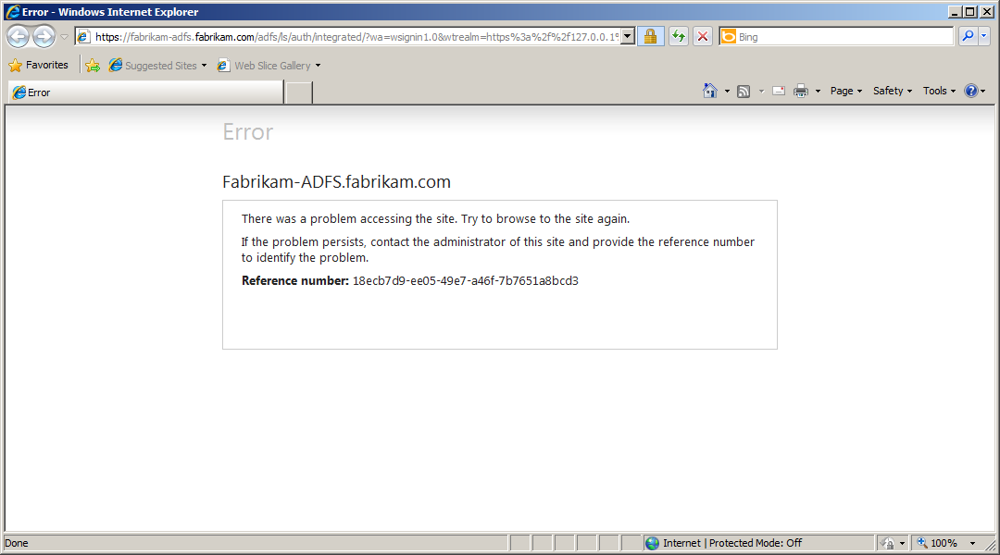 Error - Windows Internet Explorer
https://fabrikam-adfs.fabrikam.com/adfs/ls/auth/integrated/?wa=wsignin1.0&wtrealm=https%3a%2f%2f127.0.0.1%
Bing
Favorites
Suggested Sites
Web Slice Gallery
Error
Page
Safety
Tools
Error
Fabrikam-ADFS.fabrikam.com
There was a problem accessing the site. Try to browse to the site again.
If the problem persists, contact the administrator of this site and provide the reference number
to identify the problem.
Reference number: 18ecb7d9-ee05-49e7-a46f-7b7651a8bcd3
Done
Internet | Protected Mode: Off
100%